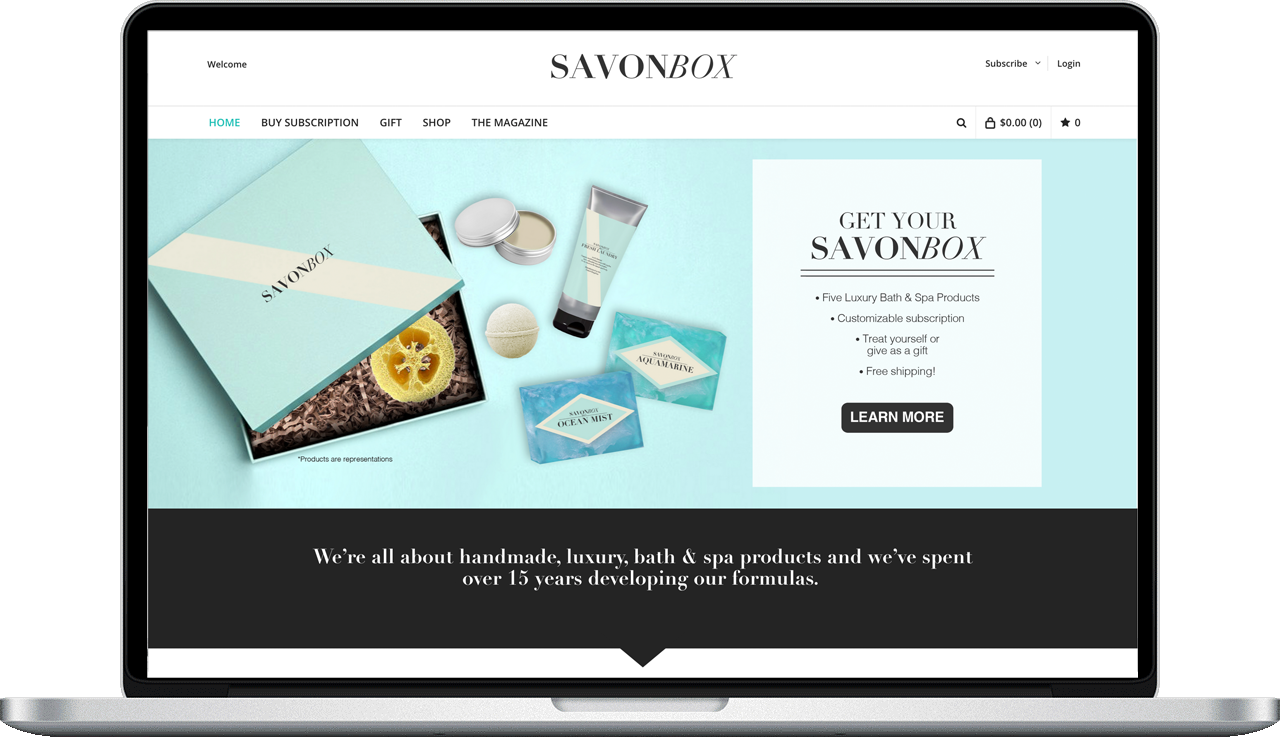 Welcome
SAVONBOX
Subscribe
Login
HOME
BUY SUBSCRIPTION
GIFT
SHOP
THE MAGAZINE
$0.00 (0)
0
SAVONBOX
FRESH LAUNDRY
SAVONBOX
AQUAMARINE
SAVONBOX
OCEAN MIST
*Products are representations
GET YOUR
SAVONBOX
• Five Luxury Bath & Spa Products
• Customizable subscription
• Treat yourself or
give as a gift
• Free shipping!
LEARN MORE
We're all about handmade, luxury, bath & spa products and we've spent
over 15 years developing our formulas.